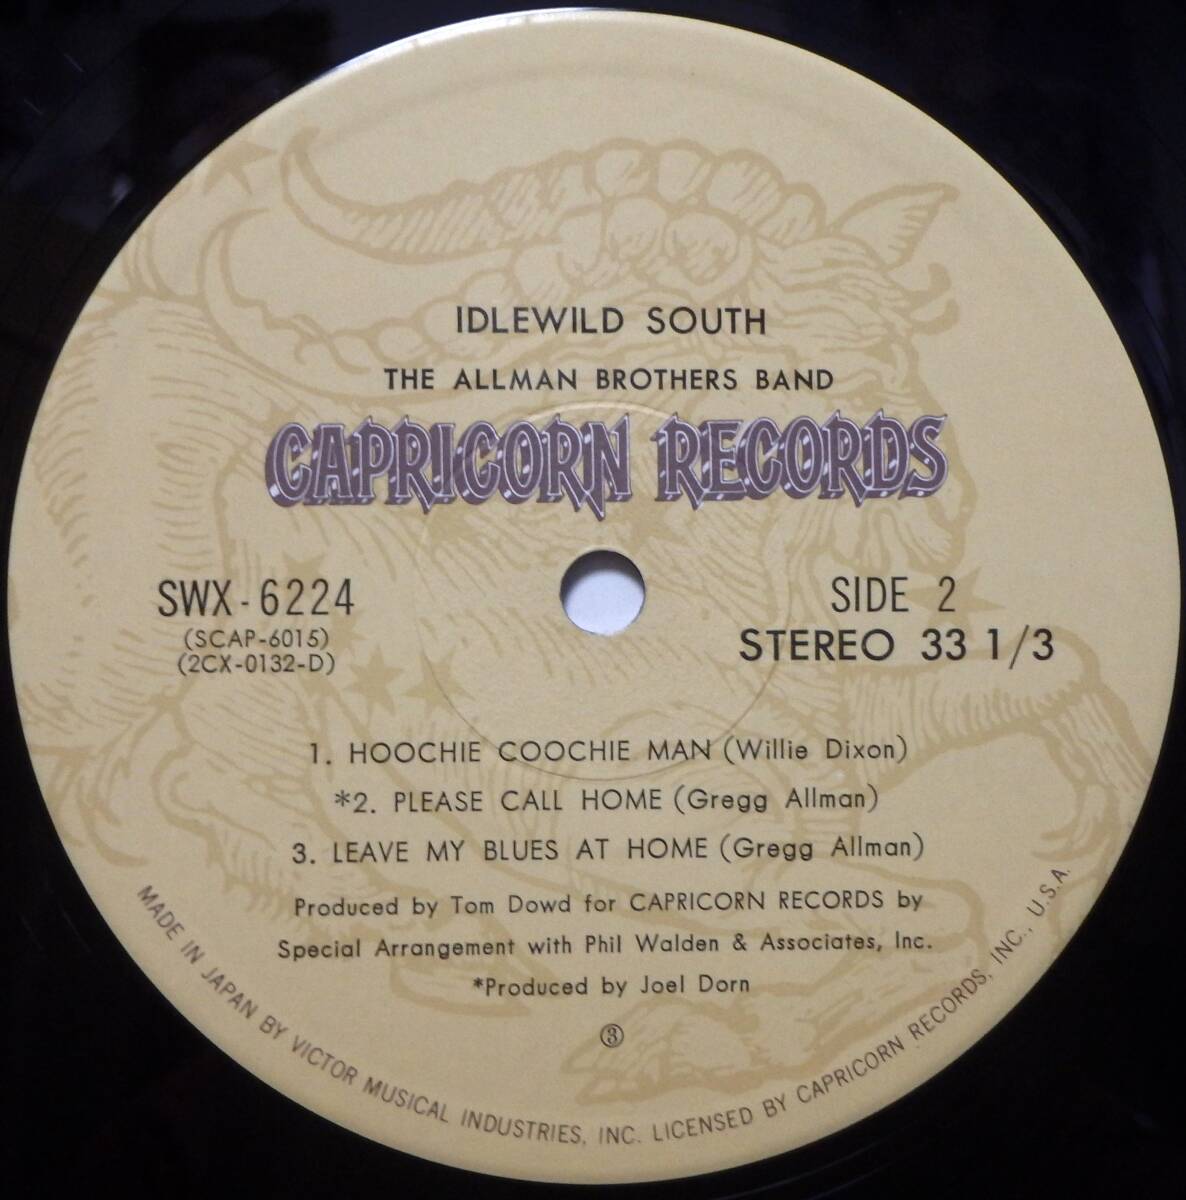 IDLEWILD SOUTH
THE ALLMAN BROTHERS BAND
CAPRICORN RECORDS
SWX-6224
(SCAP-6015)
(2CX-0132-D)
SIDE 2
STEREO 33 1/3
1. HOOCHIE COOCHIE MAN (Willie Dixon)
*2. PLEASE CALL HOME (Gregg Allman)
3. LEAVE MY BLUES AT HOME (Gregg Allman)
Produced by Tom Dowd for CAPRICORN RECORDS by
Special Arrangement with Phil Walden & Associates, Inc.
*Produced by Joel Dorn
③
MADE IN JAPAN BY VICTOR MUSICAL INDUSTRIES, INC. LICENSED BY CAPRICORN RECORDS, INC., U.S.A.